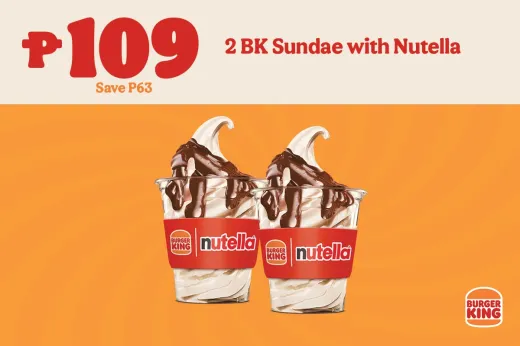 ₱109
2 BK Sundae with Nutella
Save P63
BURGER
KING
nutella
BURGER
KING
nutella
BURGER
KING